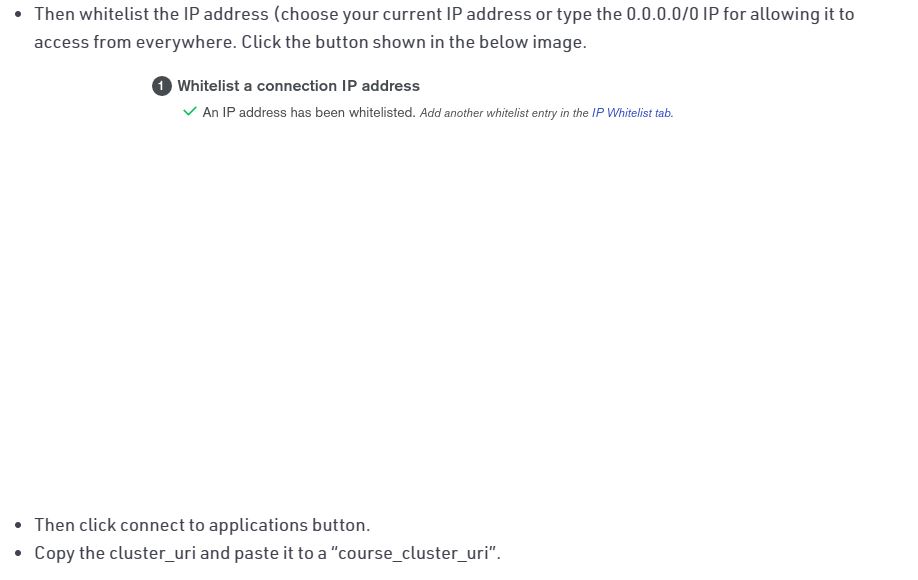 Then whitelist the IP address (choose your current IP address or type the 0.0.0.0/0 IP for allowing it to
access from everywhere. Click the button shown in the below image.
1 Whitelist a connection IP address
An IP address has been whitelisted. Add another whitelist entry in the IP Whitelist tab.
Then click connect to applications button.
Copy the cluster_uri and paste it to a “course_cluster_uri”.